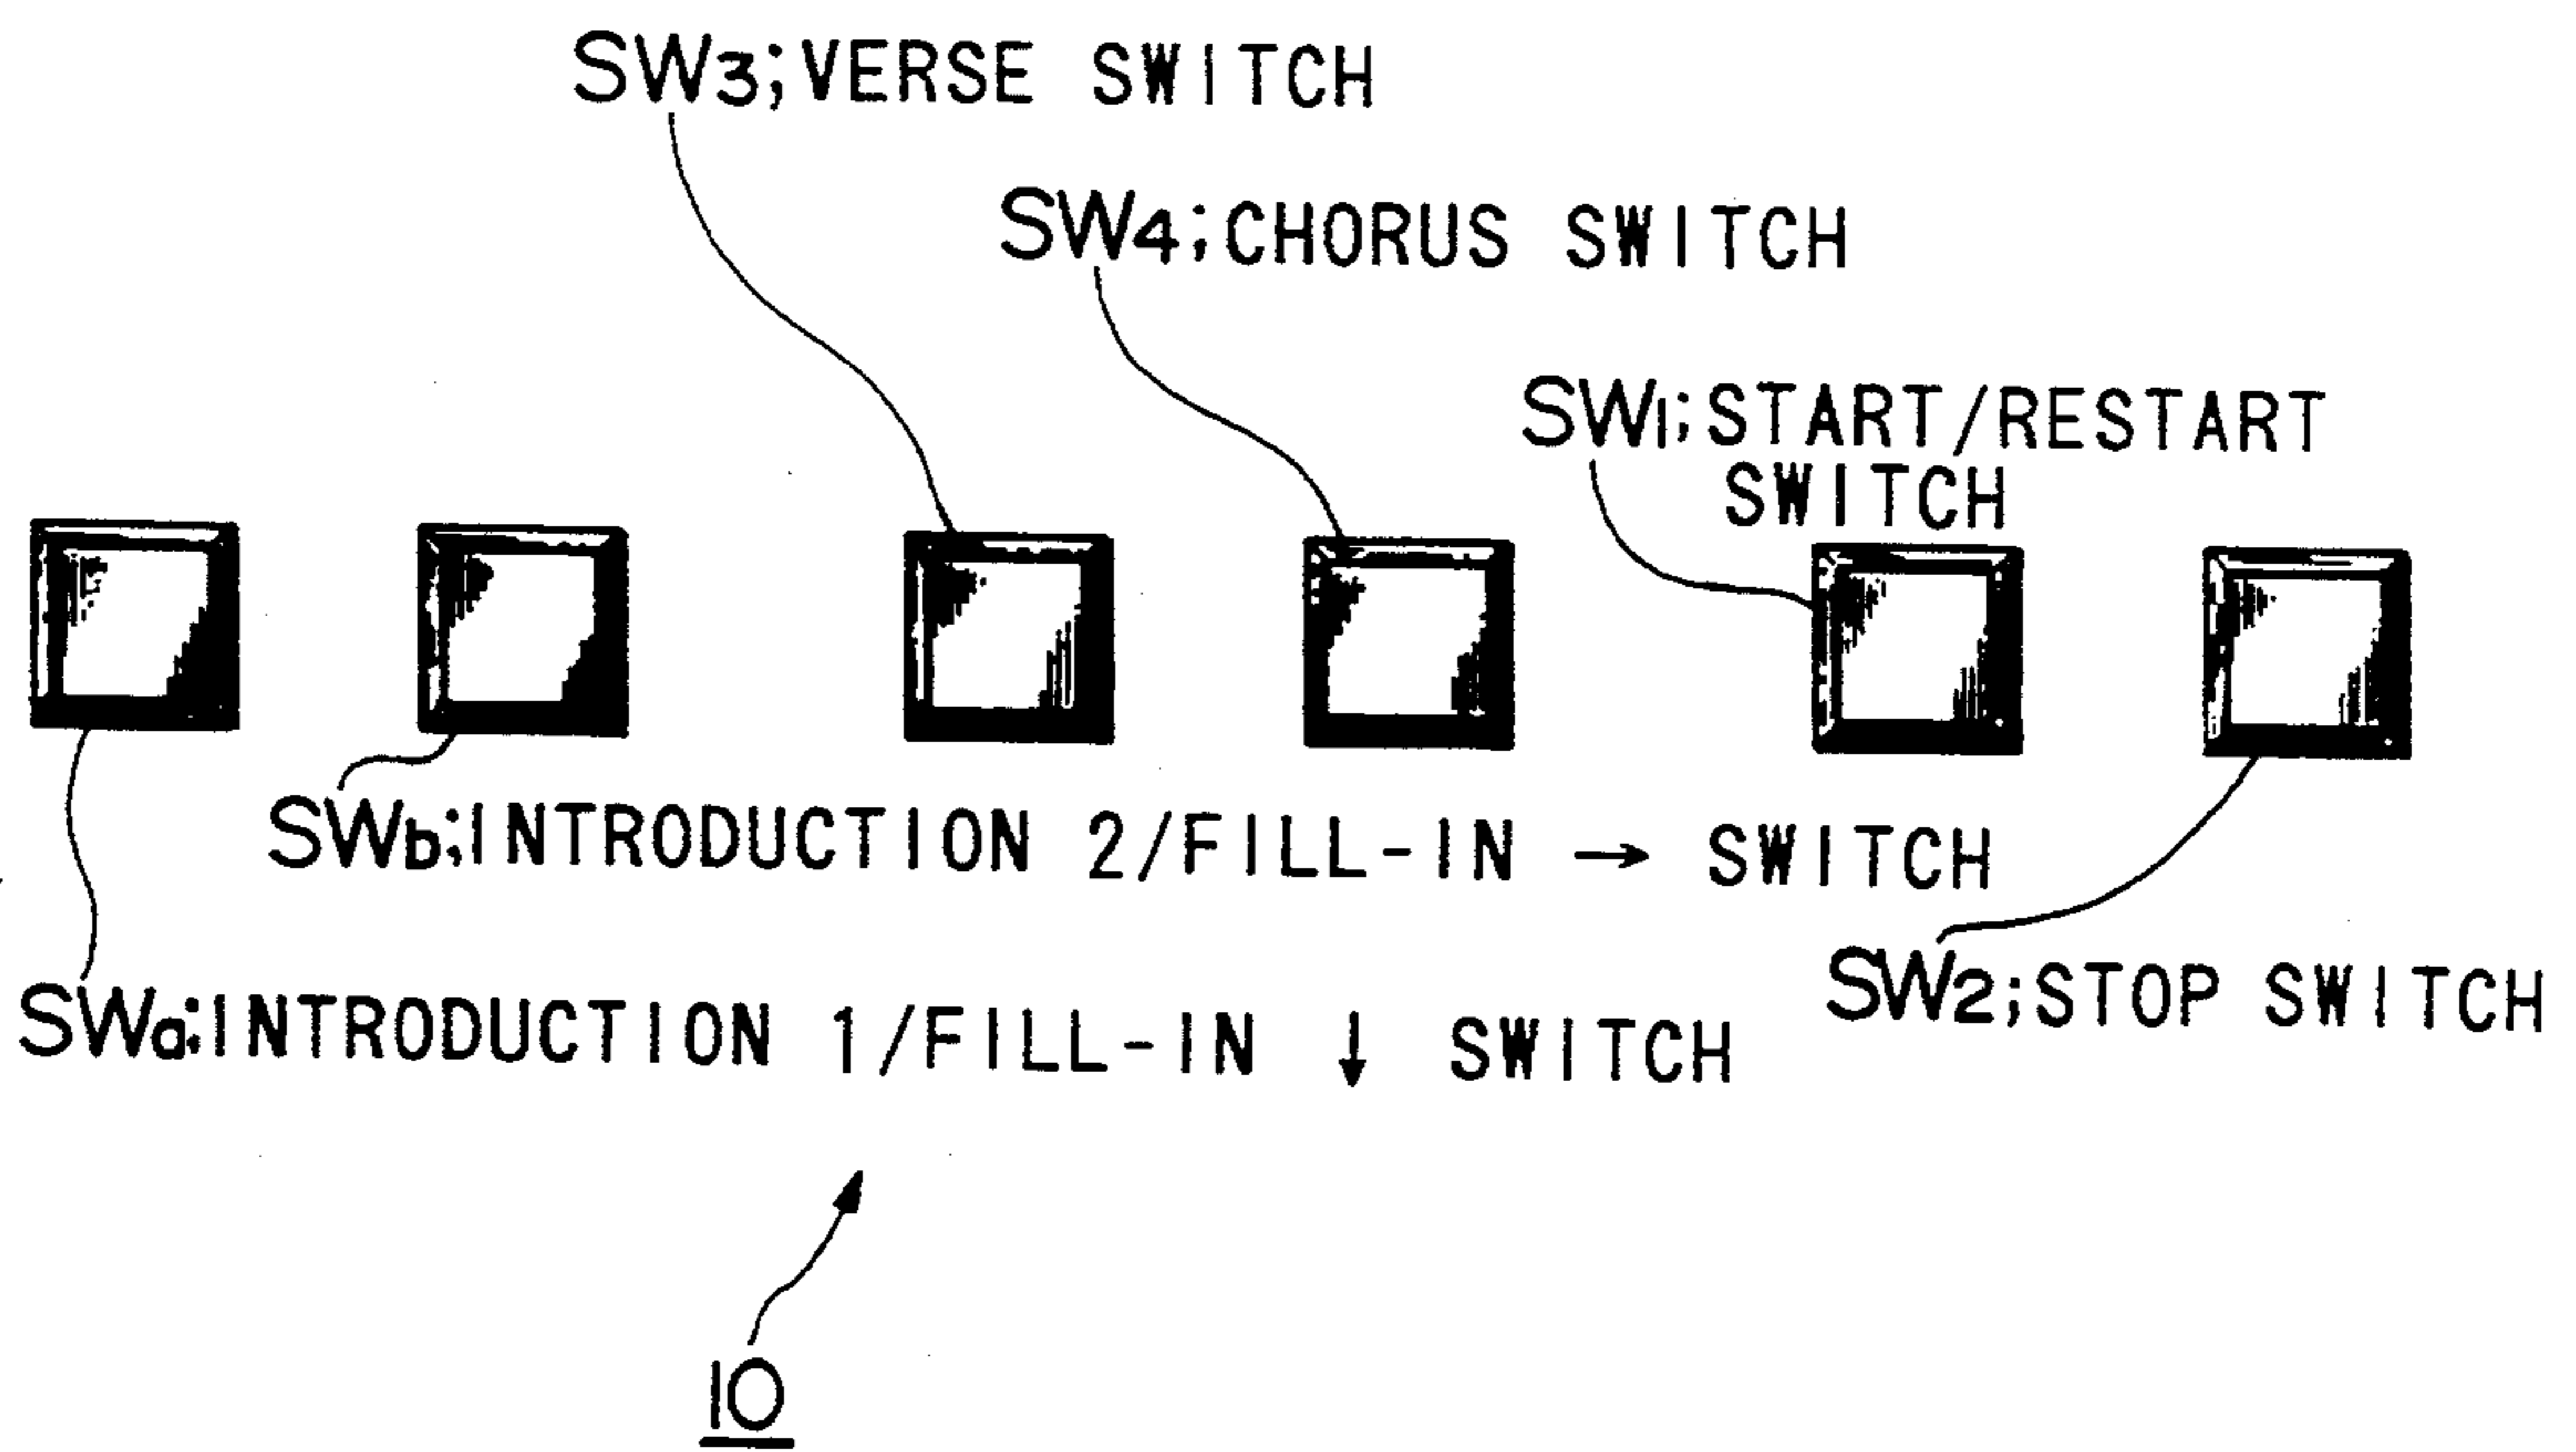 SW3;VERSE SWITCH
SW4;CHORUS SWITCH
SW1;START/RESTART
SWITCH
SWb;INTRODUCTION 2/FILL-IN → SWITCH
SW2;STOP SWITCH
SWa;INTRODUCTION 1/FILL-IN ↓ SWITCH
10